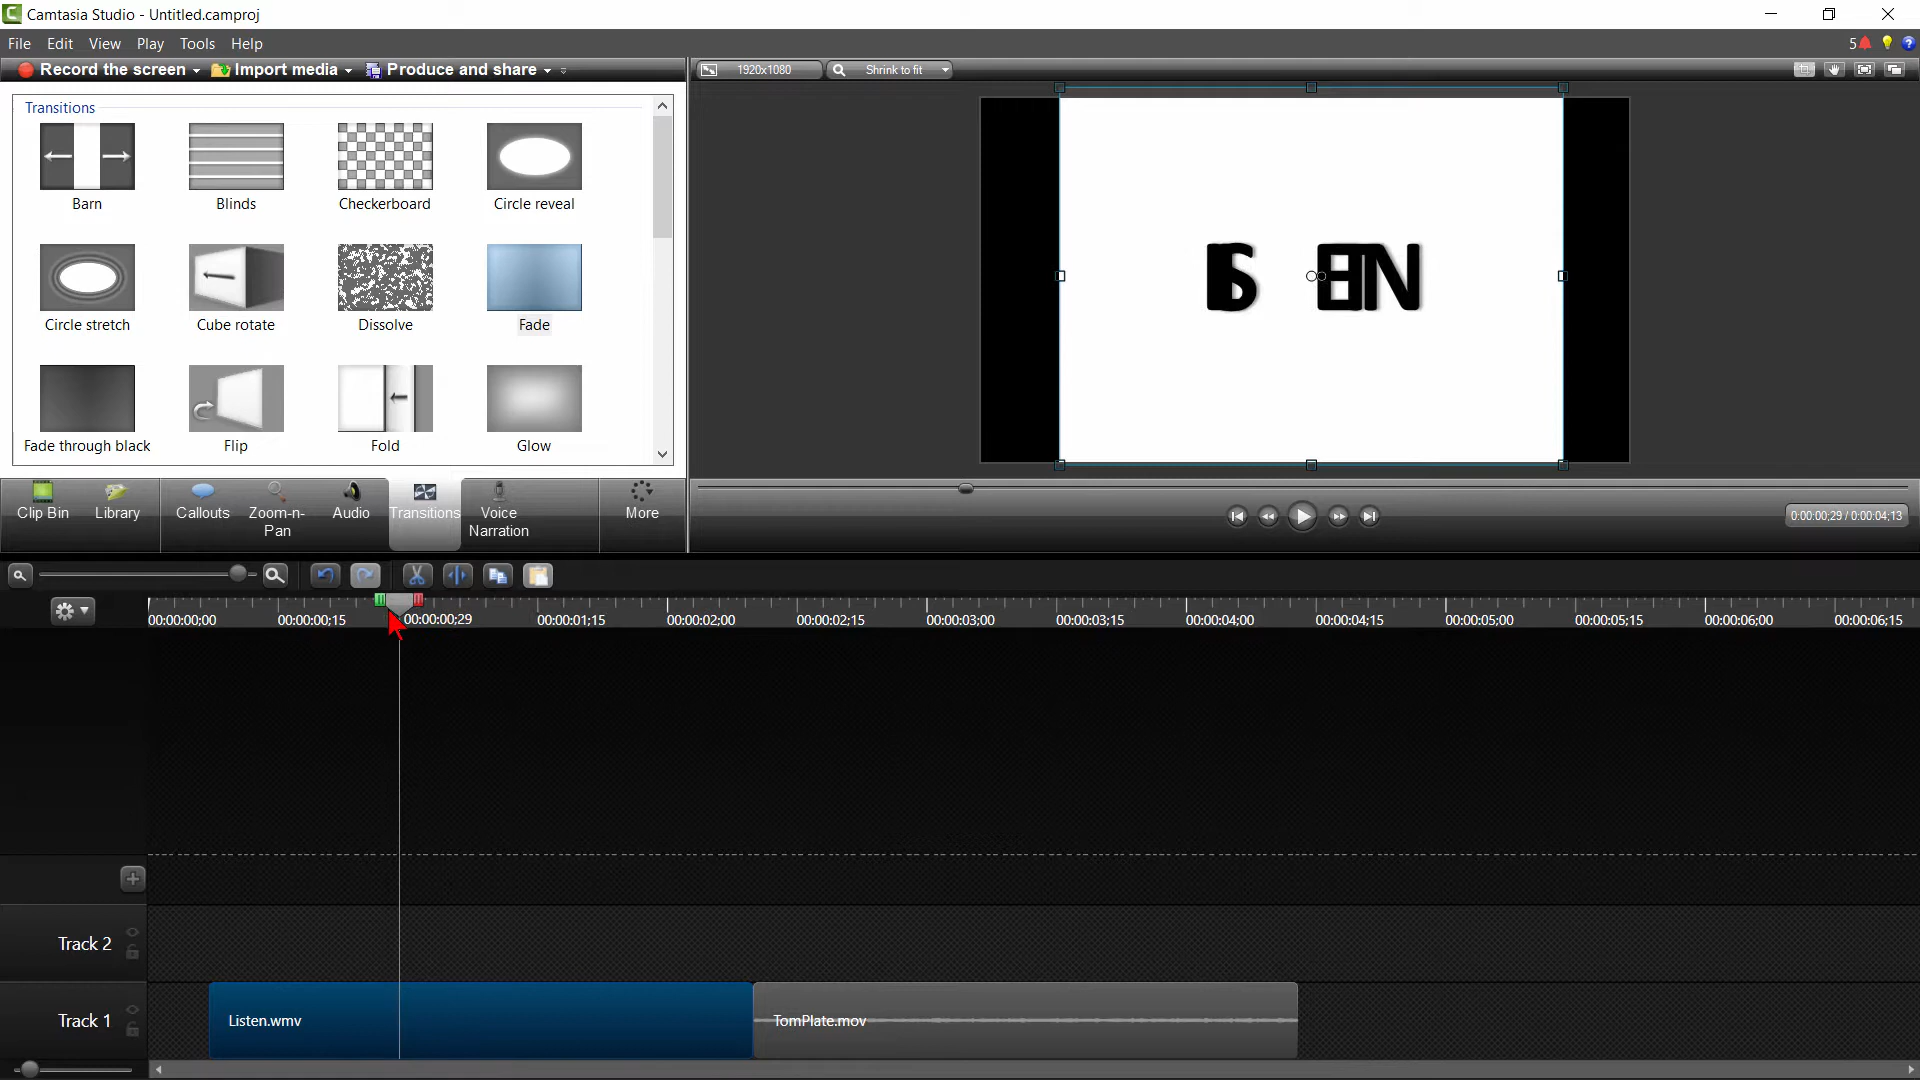 Camtasia Studio - Untitled.camproj
File Edit View Play Tools Help
5
Record the screen Import media Produce and share
1920x1080 Shrink to fit
Transitions
Barn Blinds Checkerboard Circle reveal
Circle stretch Cube rotate Dissolve Fade
Fade through black Flip Fold Glow
Clip Bin Library Callouts Zoom-n-Pan Audio Transitions Voice Narration More
0:00:00;29 / 0:00:04;13
00:00:00;00 00:00:00;15 00:00:00;29 00:00:01;15 00:00:02;00 00:00:02;15 00:00:03;00 00:00:03;15 00:00:04;00 00:00:04;15 00:00:05;00 00:00:05;15 00:00:06;00 00:00:06;15
Track 2
Track 1 Listen.wmv TomPlate.mov